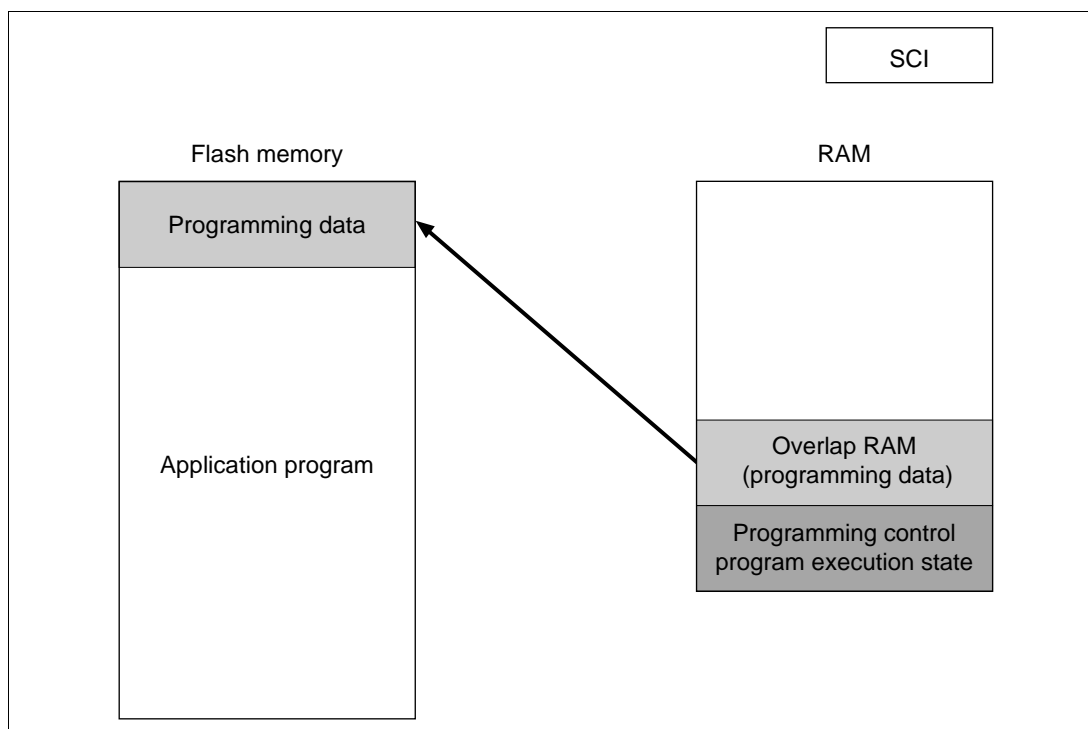 SCI
Flash memory
RAM
Programming data
Application program
Overlap RAM
(programming data)
Programming control
program execution state